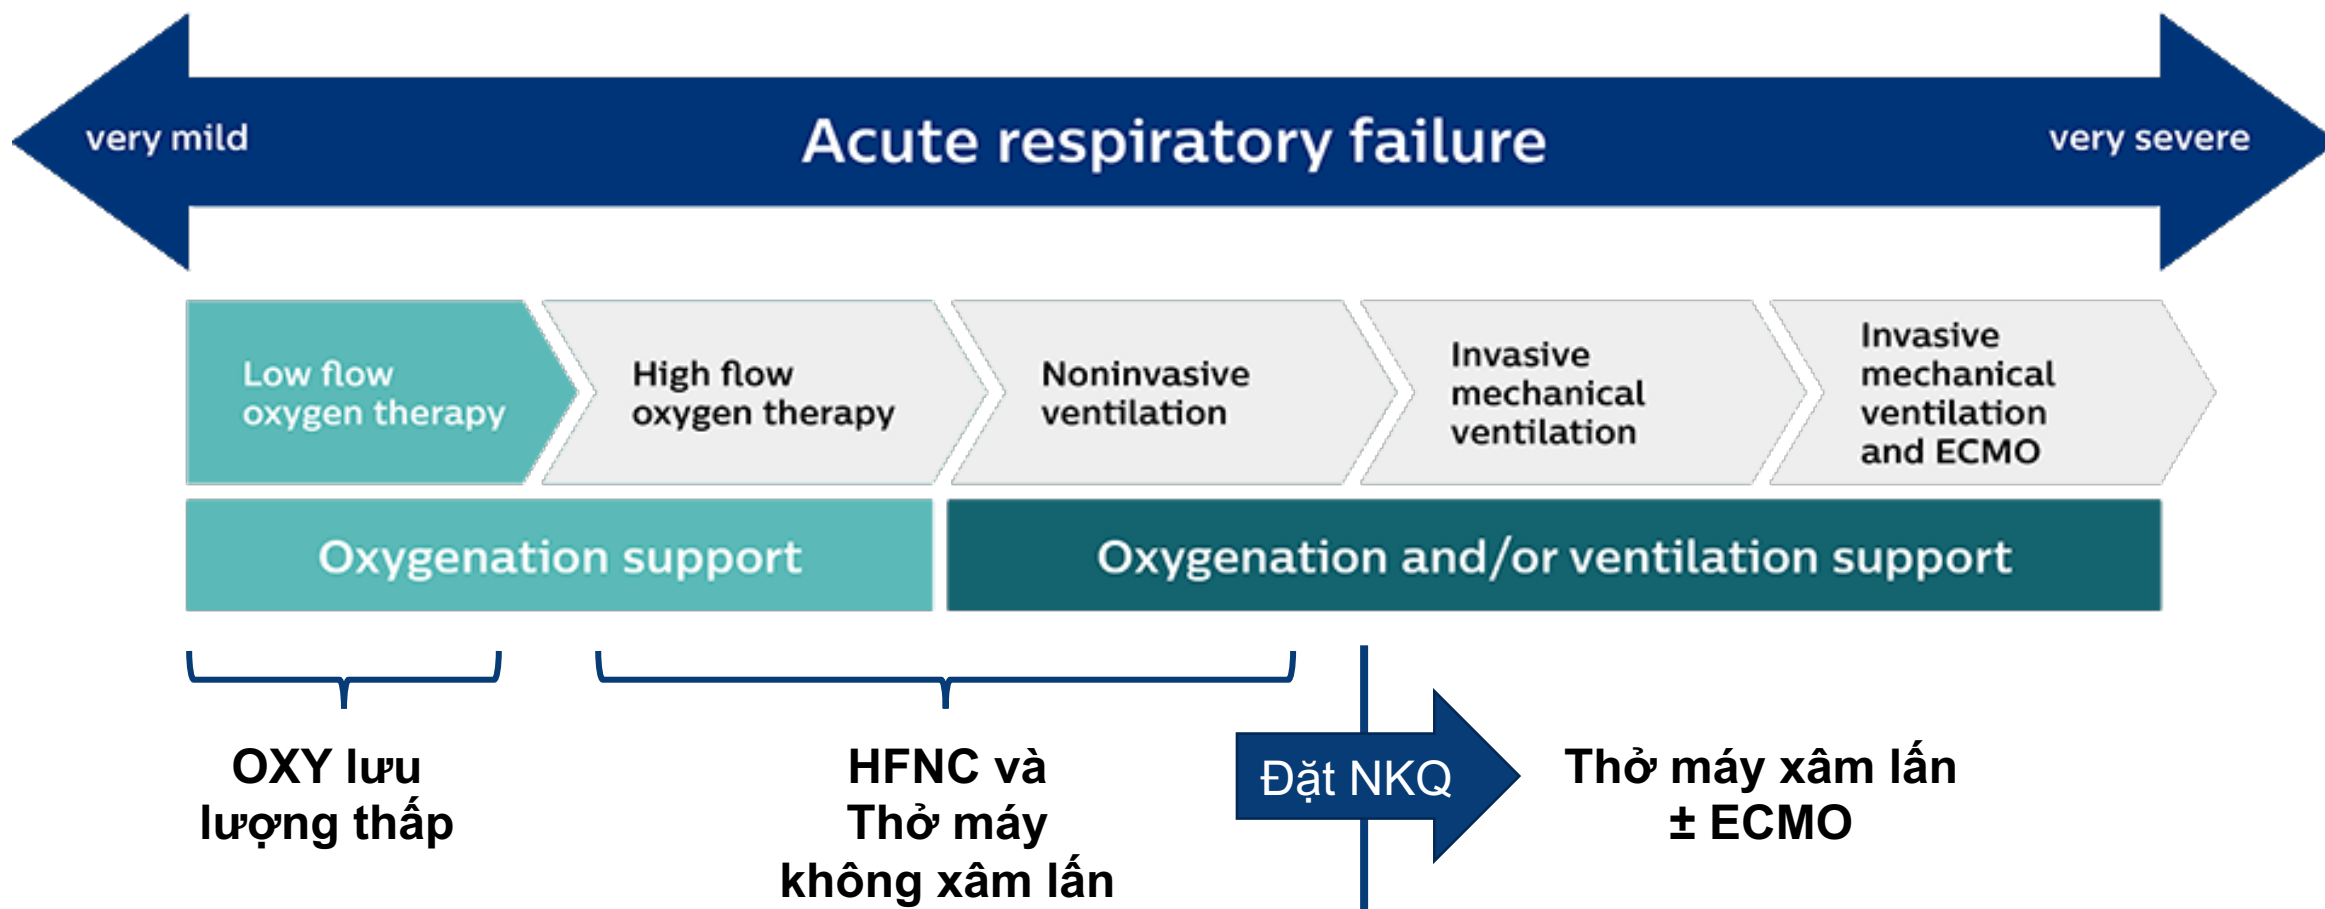 very mild
Acute respiratory failure
very severe
Low flow
oxygen therapy
High flow
oxygen therapy
Noninvasive
ventilation
Invasive
mechanical
ventilation
Invasive
mechanical
ventilation
and ECMO
Oxygenation support
Oxygenation and/or ventilation support
OXY lưu
lượng thấp
HFNC và
Thở máy
không xâm lấn
Đặt NKQ
Thở máy xâm lấn
± ECMO